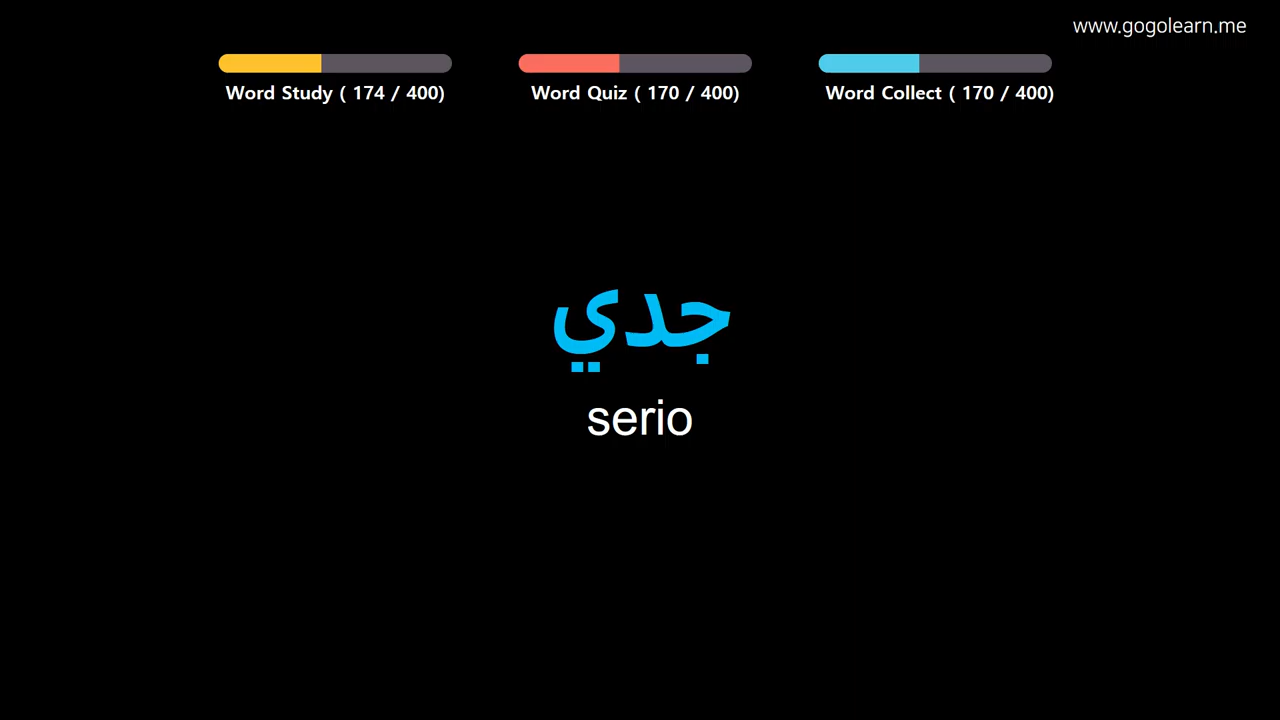 www.gogolearn.me
Word Study ( 174 / 400)
Word Quiz ( 170 / 400)
Word Collect ( 170 / 400)
جدي
serio